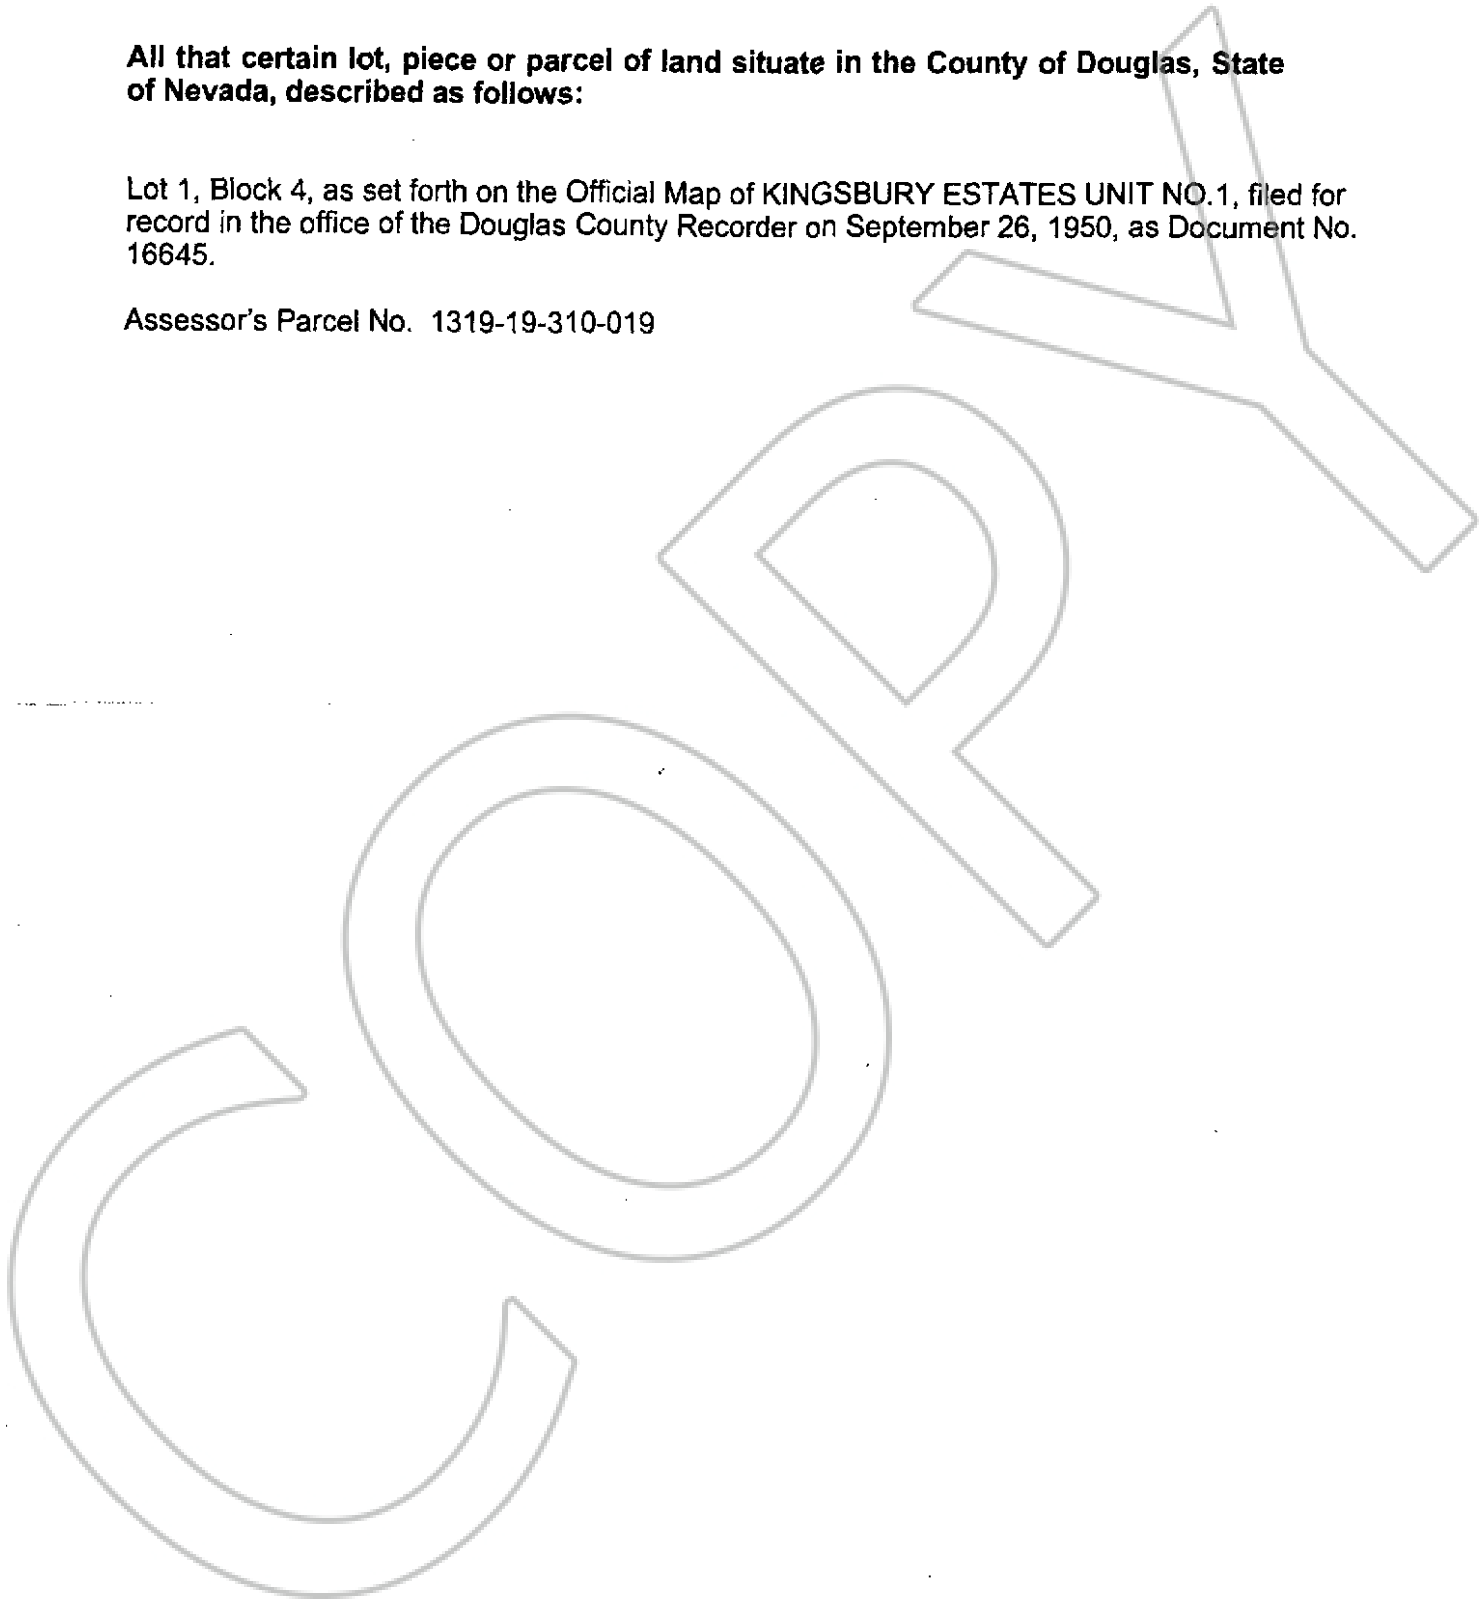 All that certain lot, piece or parcel of land situate in the County of Douglas, State
of Nevada, described as follows:
Lot 1, Block 4, as set forth on the Official Map of KINGSBURY ESTATES UNIT NO.1, filed for
record in the office of the Douglas County Recorder on September 26, 1950, as Document No.
16645.
Assessor's Parcel No. 1319-19-310-019
COPY